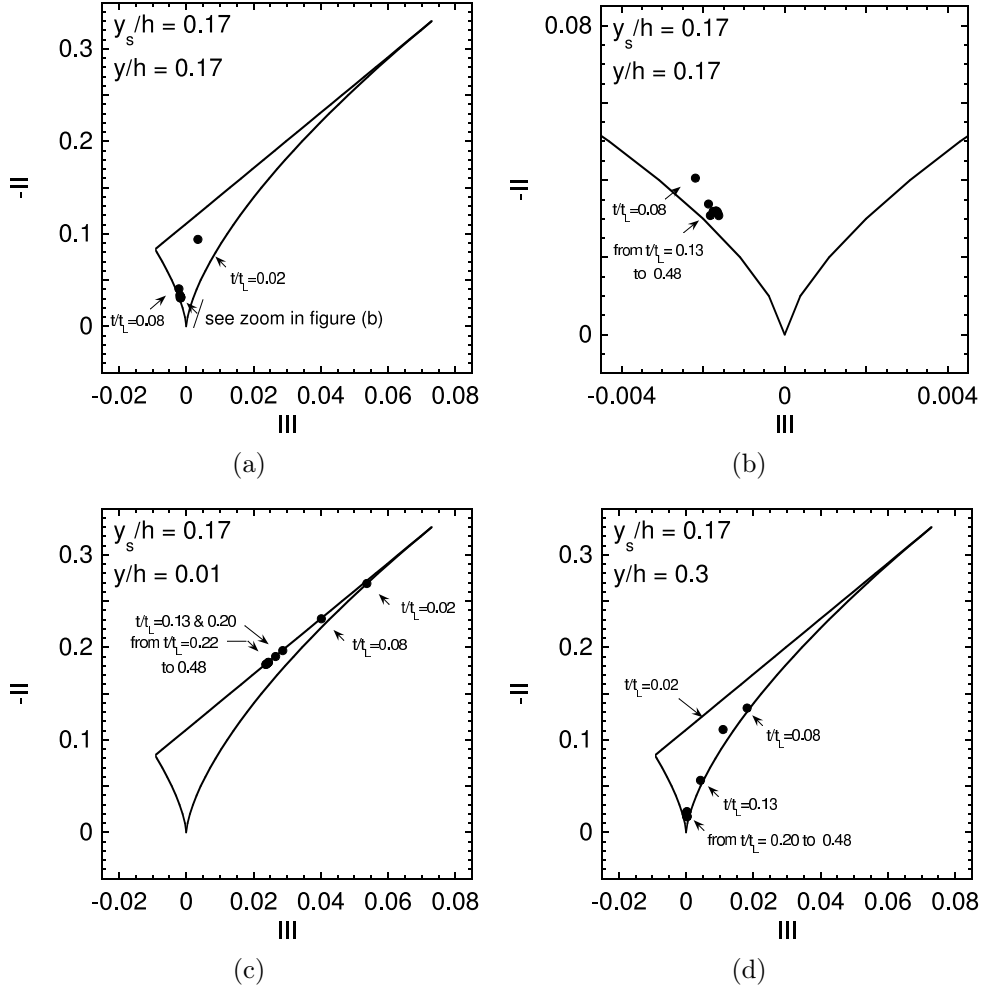 y_s/h = 0.17
y/h = 0.17
0.3
0.2
0.1
0
-II
t/t_L=0.02
t/t_L=0.08
see zoom in figure (b)
-0.02 0 0.02 0.04 0.06 0.08
III
(a)
0.08
y_s/h = 0.17
y/h = 0.17
-II
t/t_L=0.08
from t/t_L= 0.13
to 0.48
0
-0.004 0 0.004
III
(b)
y_s/h = 0.17
y/h = 0.01
0.3
0.2
0.1
0
-II
t/t_L=0.02
t/t_L=0.13 & 0.20
from t/t_L=0.22
to 0.48
t/t_L=0.08
-0.02 0 0.02 0.04 0.06 0.08
III
(c)
y_s/h = 0.17
y/h = 0.3
0.3
0.2
0.1
0
-II
t/t_L=0.02
t/t_L=0.08
t/t_L=0.13
from t/t_L= 0.20 to 0.48
-0.02 0 0.02 0.04 0.06 0.08
III
(d)